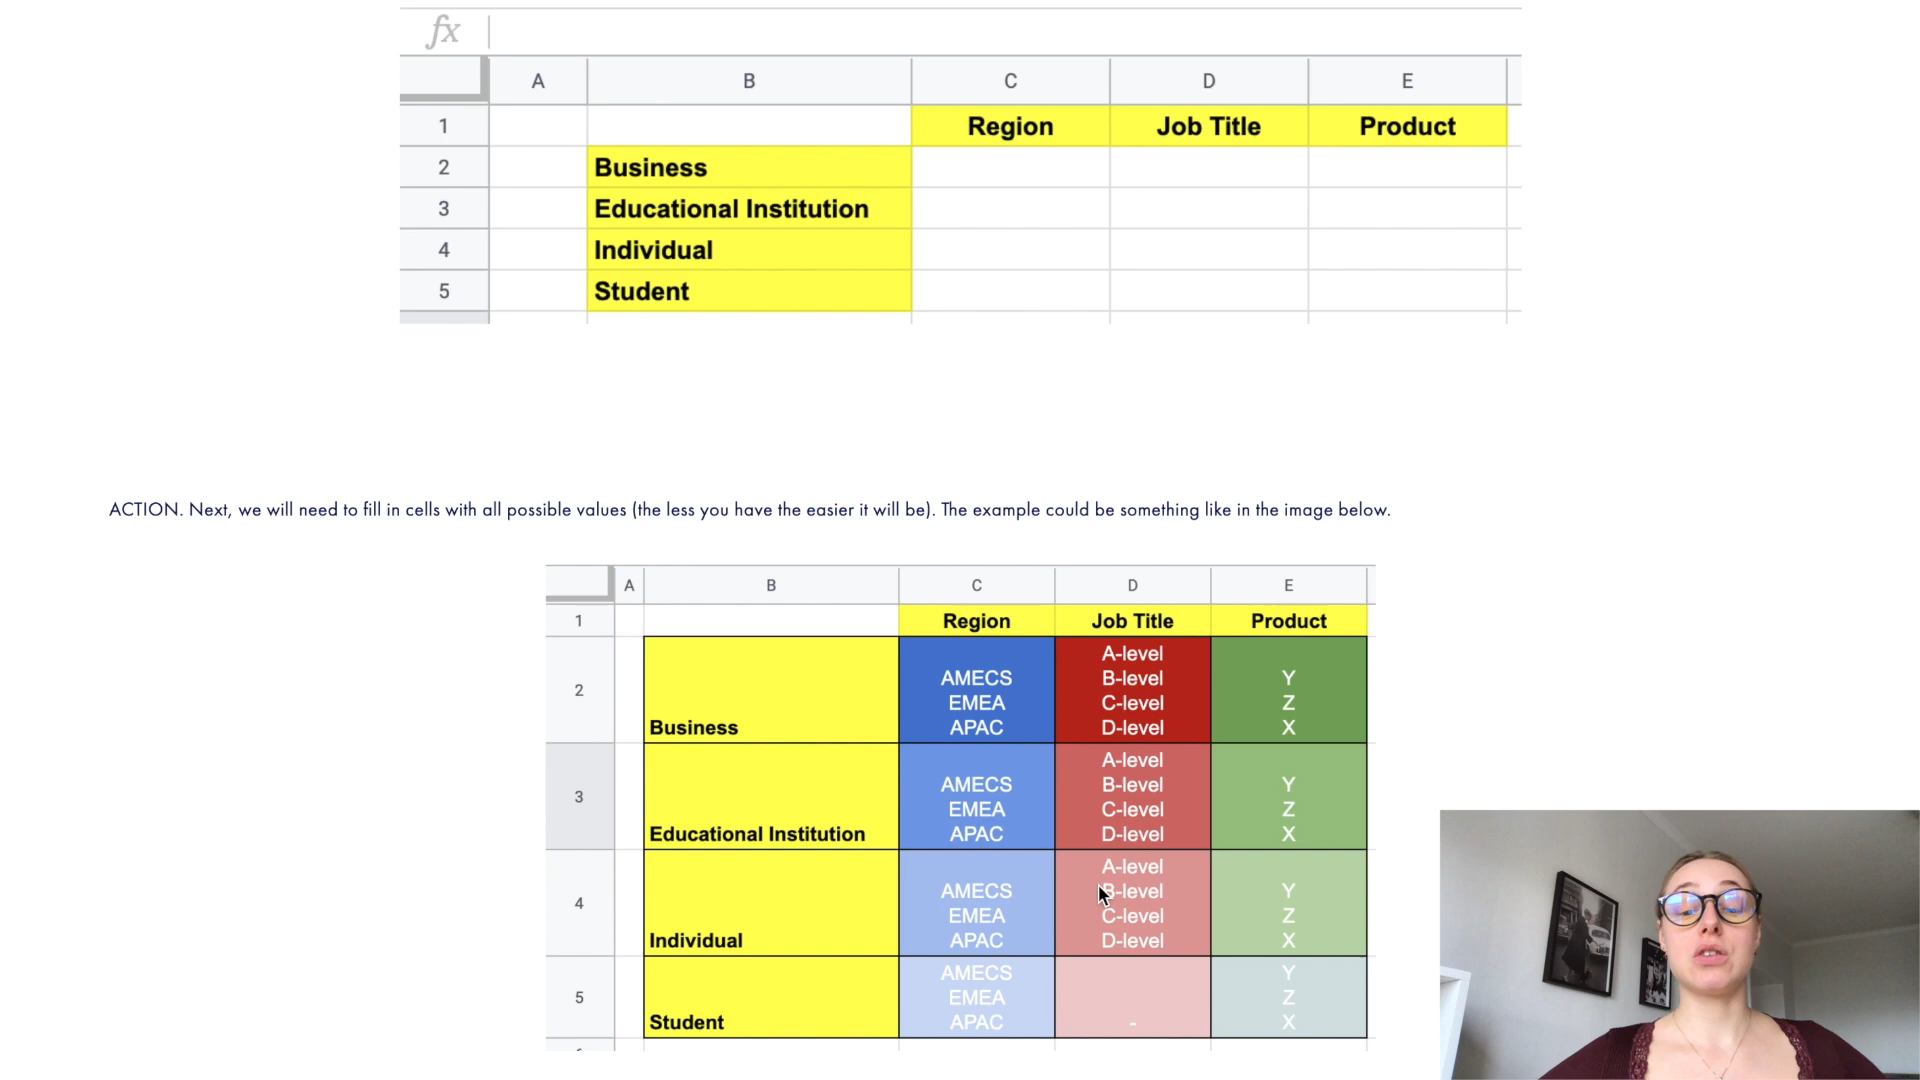 fx
A B C D E
1 Region Job Title Product
2 Business
3 Educational Institution
4 Individual
5 Student
ACTION. Next, we will need to fill in cells with all possible values (the less you have the easier it will be). The example could be something like in the image below.
A B C D E
1 Region Job Title Product
A-level
AMECS B-level Y
2 EMEA C-level Z
Business APAC D-level X
A-level
AMECS B-level Y
3 EMEA C-level Z
Educational Institution APAC D-level X
A-level
AMECS B-level Y
4 EMEA C-level Z
Individual APAC D-level X
AMECS Y
5 EMEA Z
Student APAC - X